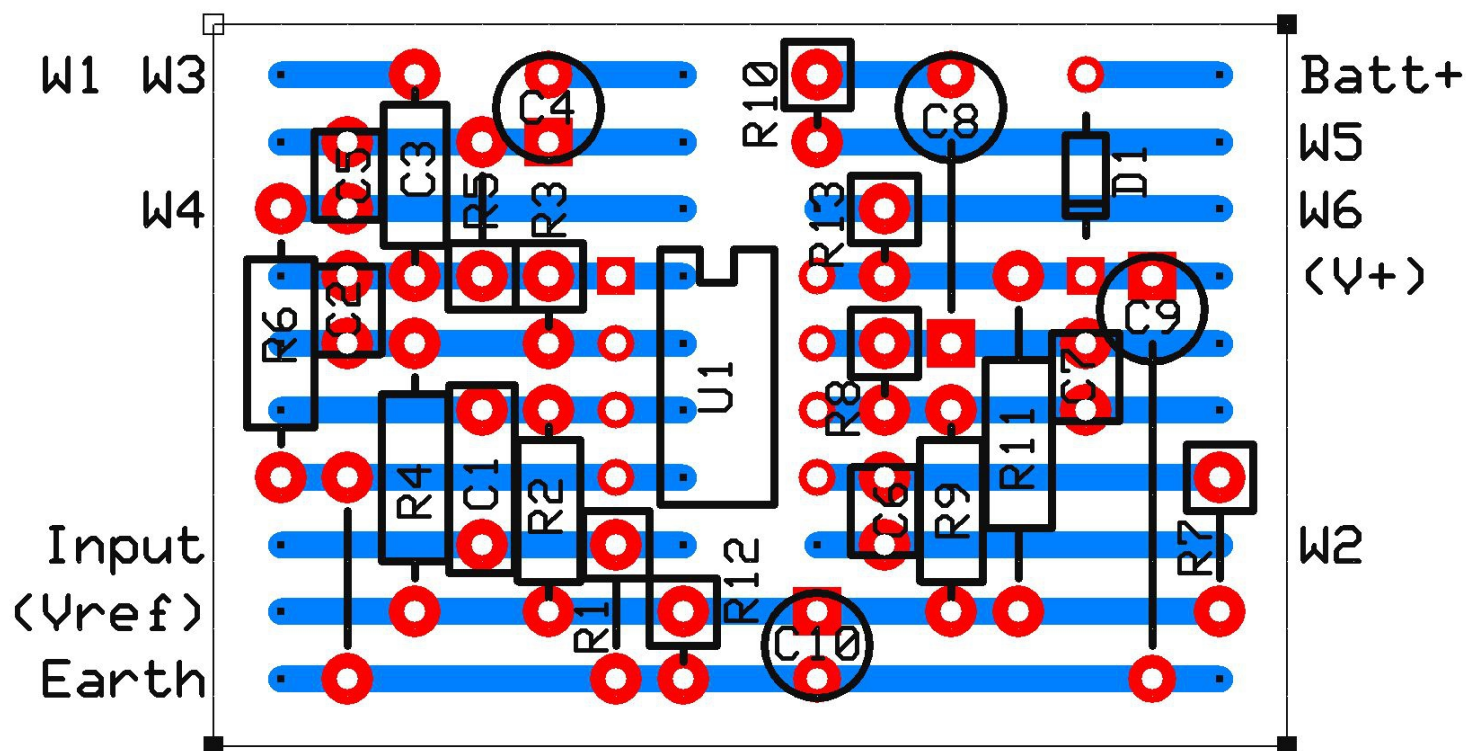 W1 W3 C4 R10 C8 Batt+
C5 C3 R5 R3 D1 W5
W4 R13 W6
R6 C2 C9 (V+)
U1 R8 C7
R4 C1 R2 C6 R9 R11
Input R12 R7 W2
(Vref) R1 C10
Earth